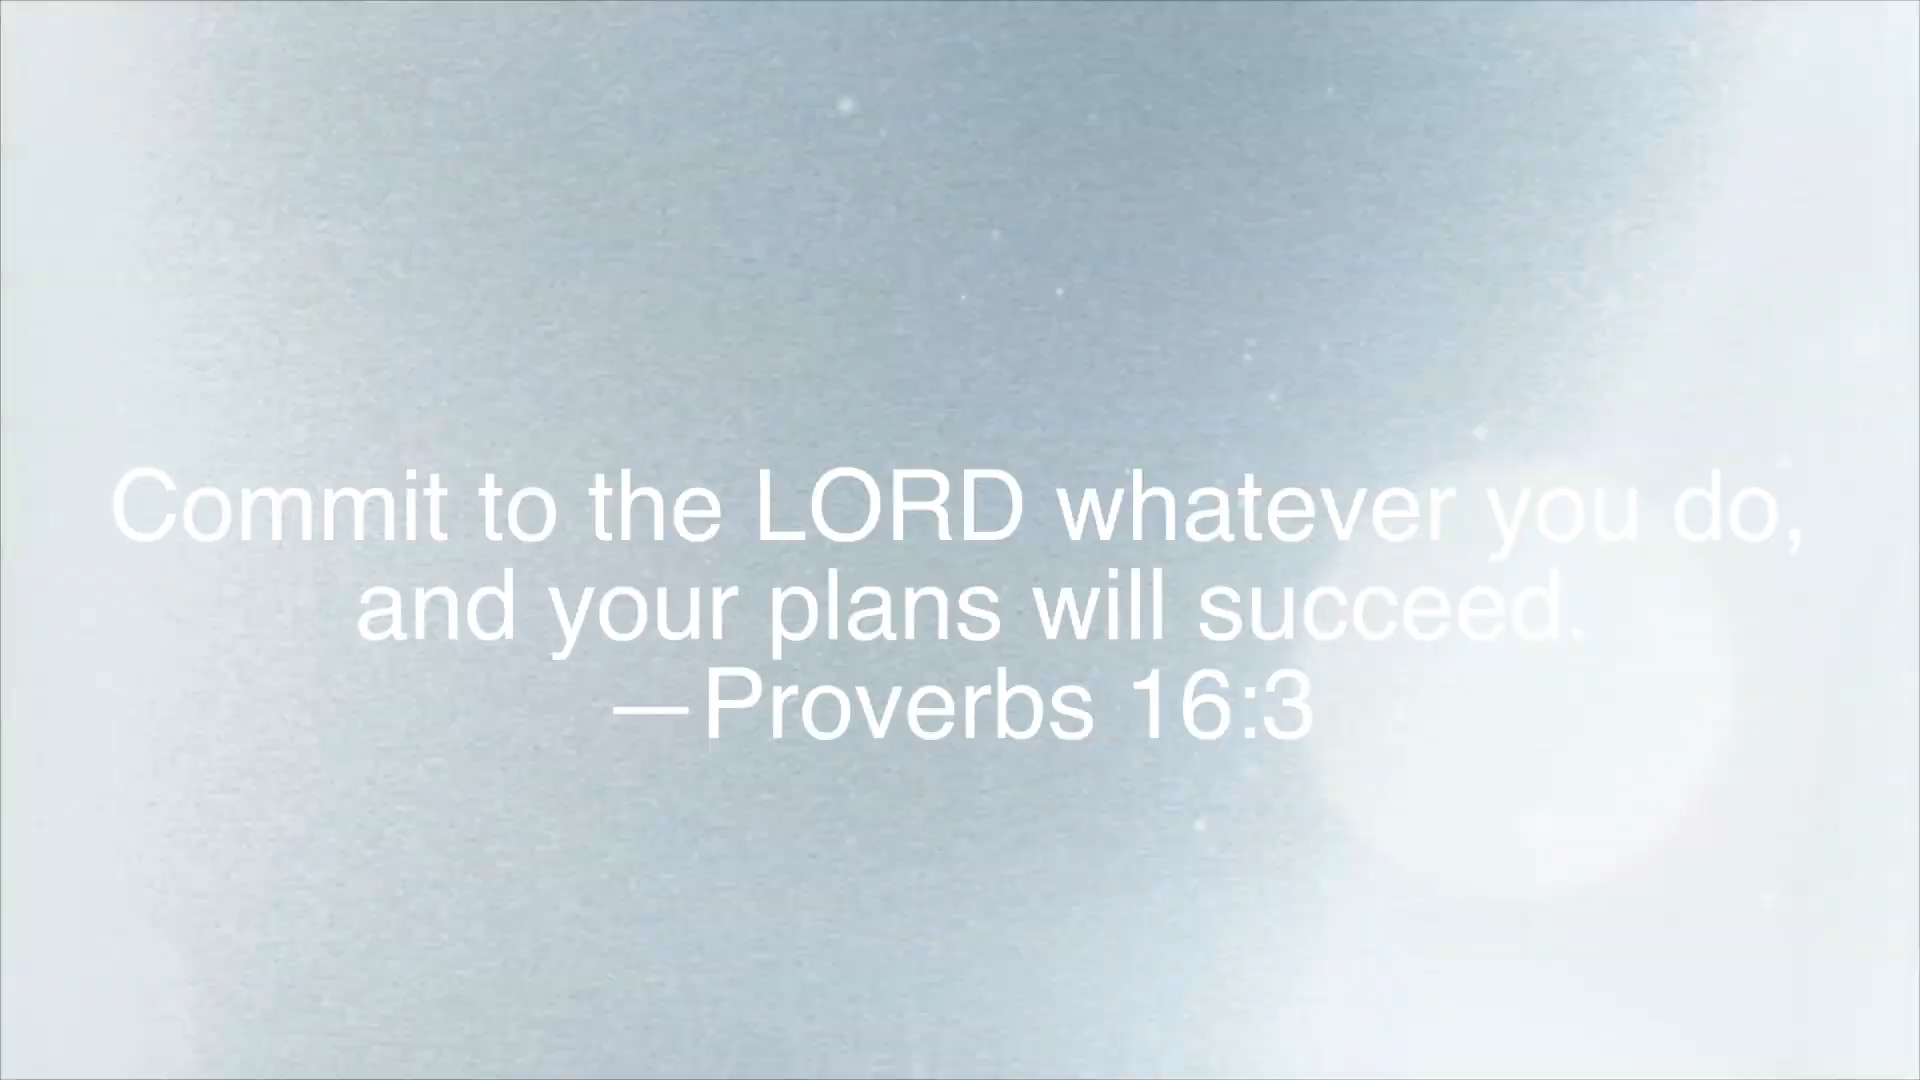 Commit to the LORD whatever you do,
and your plans will succeed.
—Proverbs 16:3